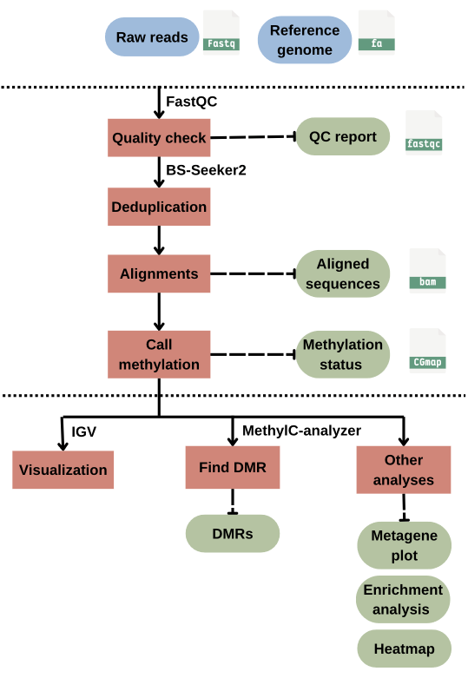 Raw reads
Fastq
Reference
genome
fa
FastQC
Quality check
QC report
fastqc
BS-Seeker2
Deduplication
Alignments
Aligned
sequences
bam
Call
methylation
Methylation
status
CGmap
IGV
MethylC-analyzer
Visualization
Find DMR
Other
analyses
DMRs
Metagene
plot
Enrichment
analysis
Heatmap